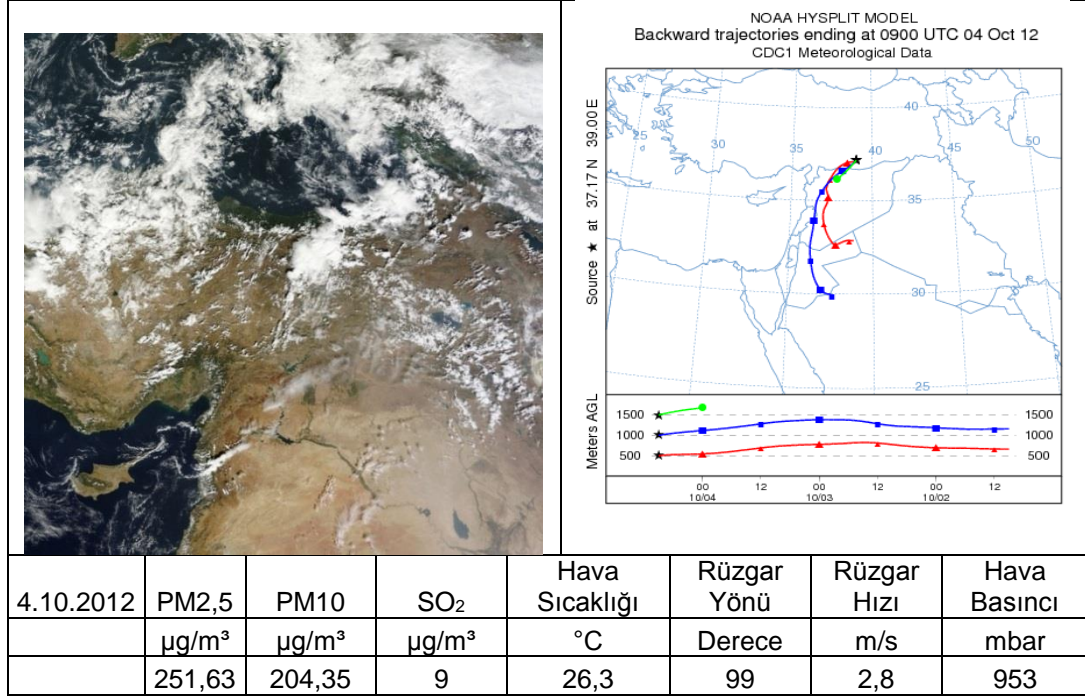 NOAA HYSPLIT MODEL
Backward trajectories ending at 0900 UTC 04 Oct 12
CDC1 Meteorological Data
Source ★ at 37.17 N 39.00 E
25 30 35 40 45 50
40
35
30
25
Meters AGL
1500 1500
1000 1000
500 500
00 12 00 12 00 12
10/04 10/03 10/02
4.10.2012 PM2,5 PM10 SO₂ Hava Sıcaklığı Rüzgar Yönü Rüzgar Hızı Hava Basıncı
µg/m³ µg/m³ µg/m³ °C Derece m/s mbar
251,63 204,35 9 26,3 99 2,8 953